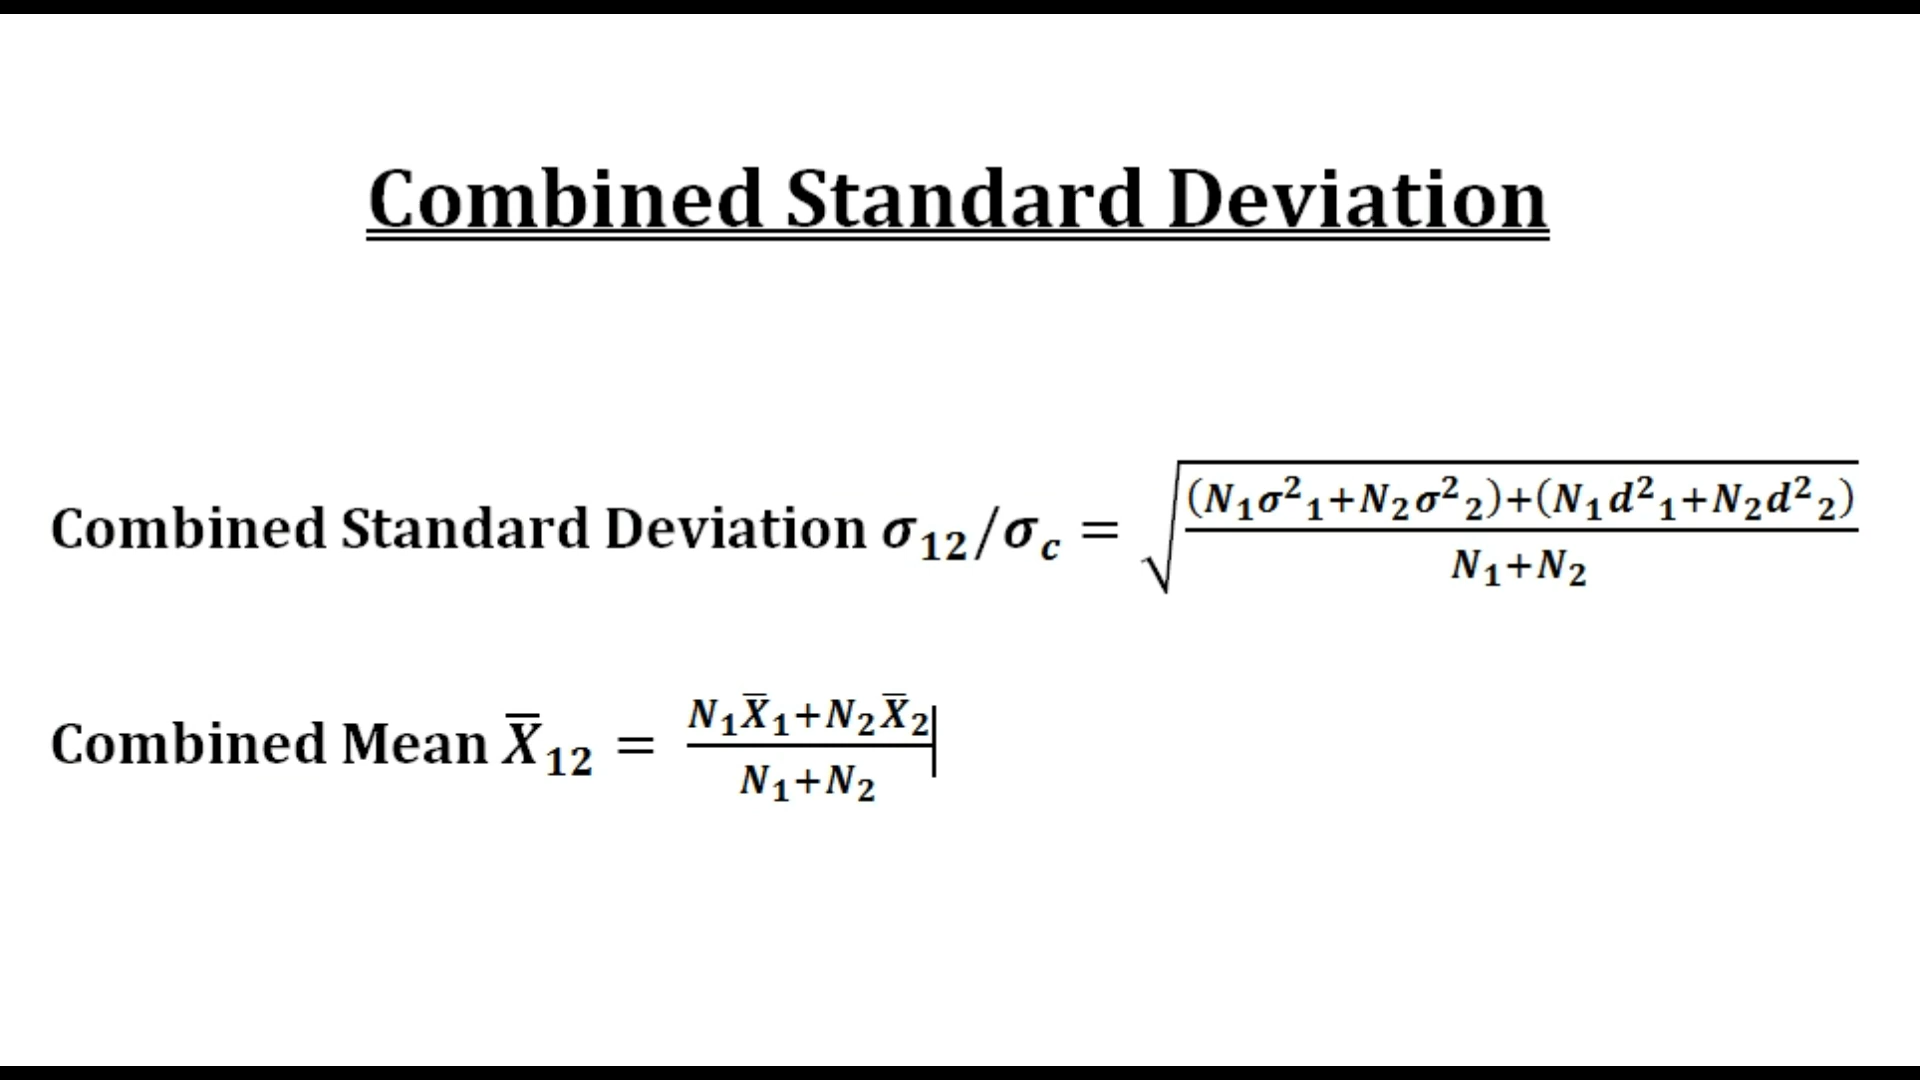 Combined Standard Deviation
Combined Standard Deviation σ₁₂/σ_c = √((N₁σ²₁+N₂σ²₂)+(N₁d²₁+N₂d²₂) / N₁+N₂)
Combined Mean X̅₁₂ = N₁X̅₁+N₂X̅₂ / N₁+N₂